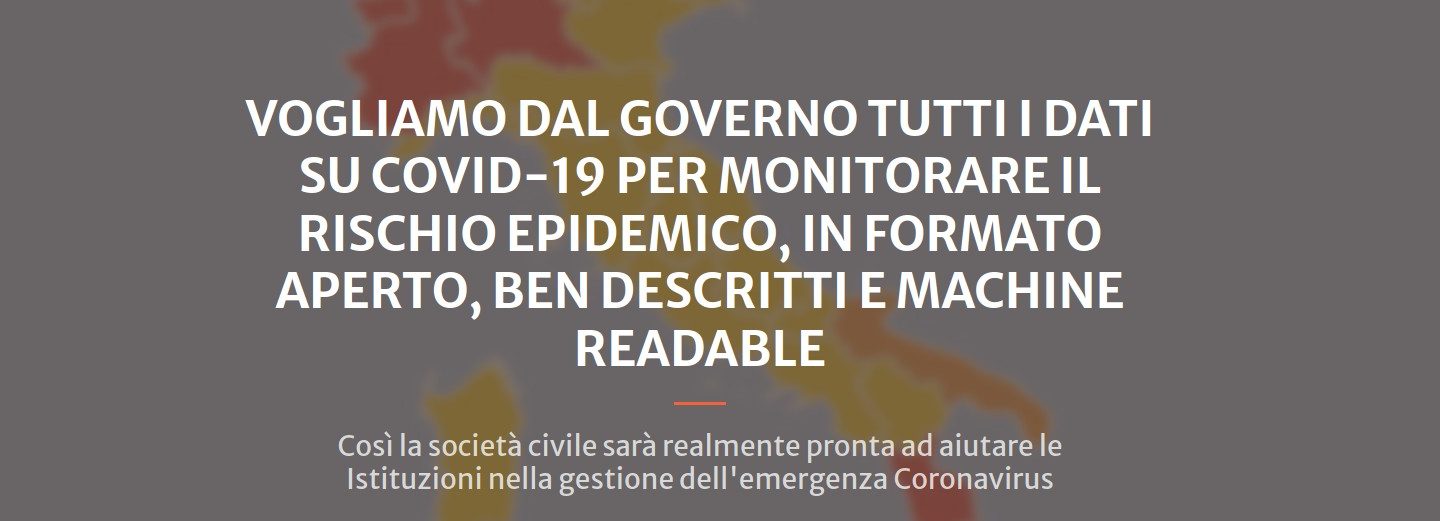 VOGLIAMO DAL GOVERNO TUTTI I DATI
SU COVID-19 PER MONITORARE IL
RISCHIO EPIDEMICO, IN FORMATO
APERTO, BEN DESCRITTI E MACHINE
READABLE
Così la società civile sarà realmente pronta ad aiutare le
Istituzioni nella gestione dell'emergenza Coronavirus